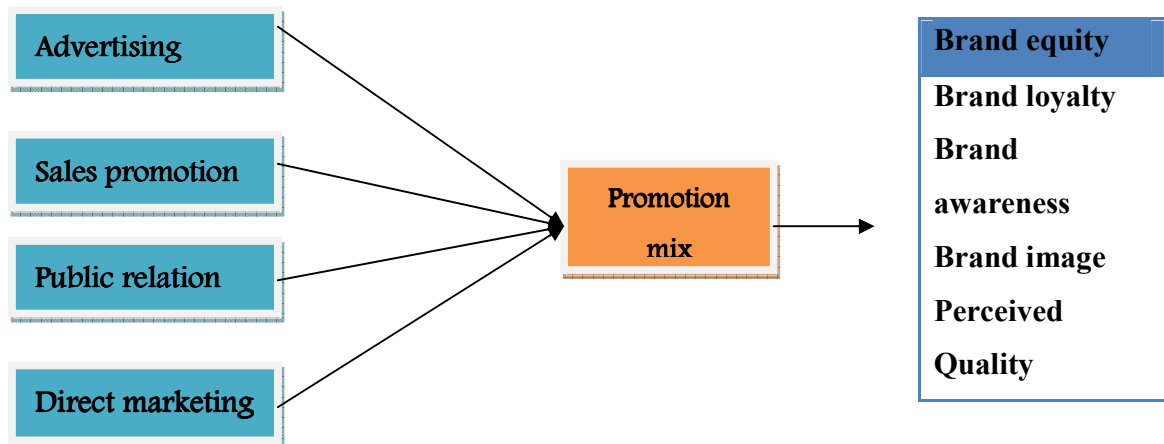 Advertising
Sales promotion
Public relation
Direct marketing
Promotion
mix
Brand equity
Brand loyalty
Brand
awareness
Brand image
Perceived
Quality